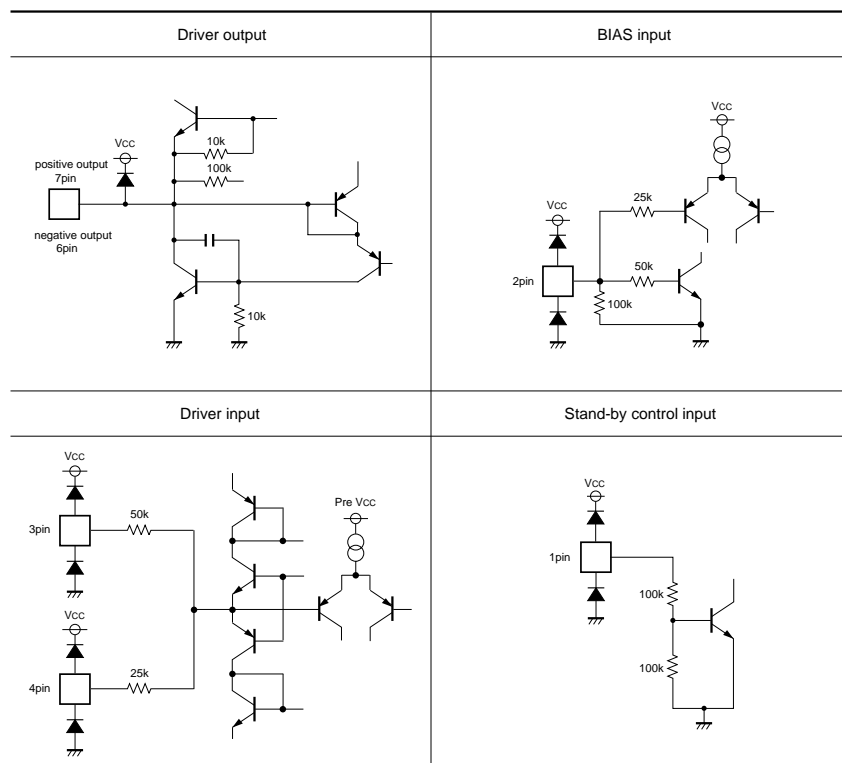 Driver output
BIAS input
VCC
positive output
7pin
negative output
6pin
10k
100k
10k
VCC
VCC
2pin
25k
50k
100k
Driver input
Stand-by control input
VCC
3pin
50k
VCC
4pin
25k
Pre VCC
VCC
1pin
100k
100k